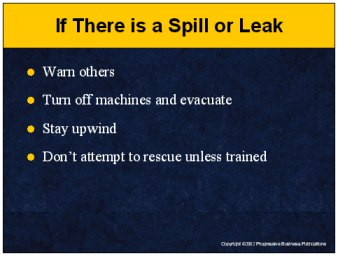 If There is a Spill or Leak
Warn others
Turn off machines and evacuate
Stay upwind
Don't attempt to rescue unless trained
Copyright ©2012 Progressive Business Publications